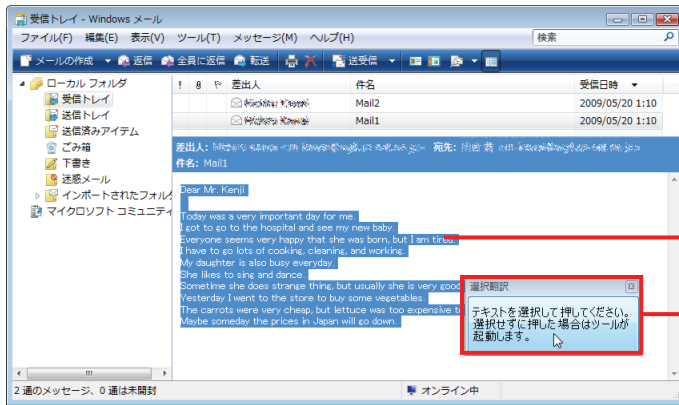 受信トレイ - Windows メール
ファイル(F) 編集(E) 表示(V) ツール(T) メッセージ(M) ヘルプ(H)
検索
メールの作成 返信 全員に返信 転送 送受信
ローカル フォルダ
受信トレイ
送信トレイ
送信済みアイテム
ごみ箱
下書き
迷惑メール
インポートされたフォルダ
マイクロソフト コミュニティ
! 差出人 件名 受信日時
Mail2 2009/05/20 1:10
Mail1 2009/05/20 1:10
差出人: 宛先:
件名: Mail1
Dear Mr. Kenji
Today was a very important day for me.
I got to go to the hospital and see my new baby.
Everyone seems very happy that she was born, but I am tired.
I have to go lots of cooking, cleaning, and working.
My daughter is also busy everyday.
She likes to sing and dance.
Sometime she does strange thing, but usually she is very good
Yesterday I went to the store to buy some vegetables.
The carrots were very cheap, but lettuce was too expensive
Maybe someday the prices in Japan will go down.
選択翻訳
テキストを選択して押してください。
選択せずに押した場合はツールが
起動します。
2 通のメッセージ、0 通は未開封
オンライン中